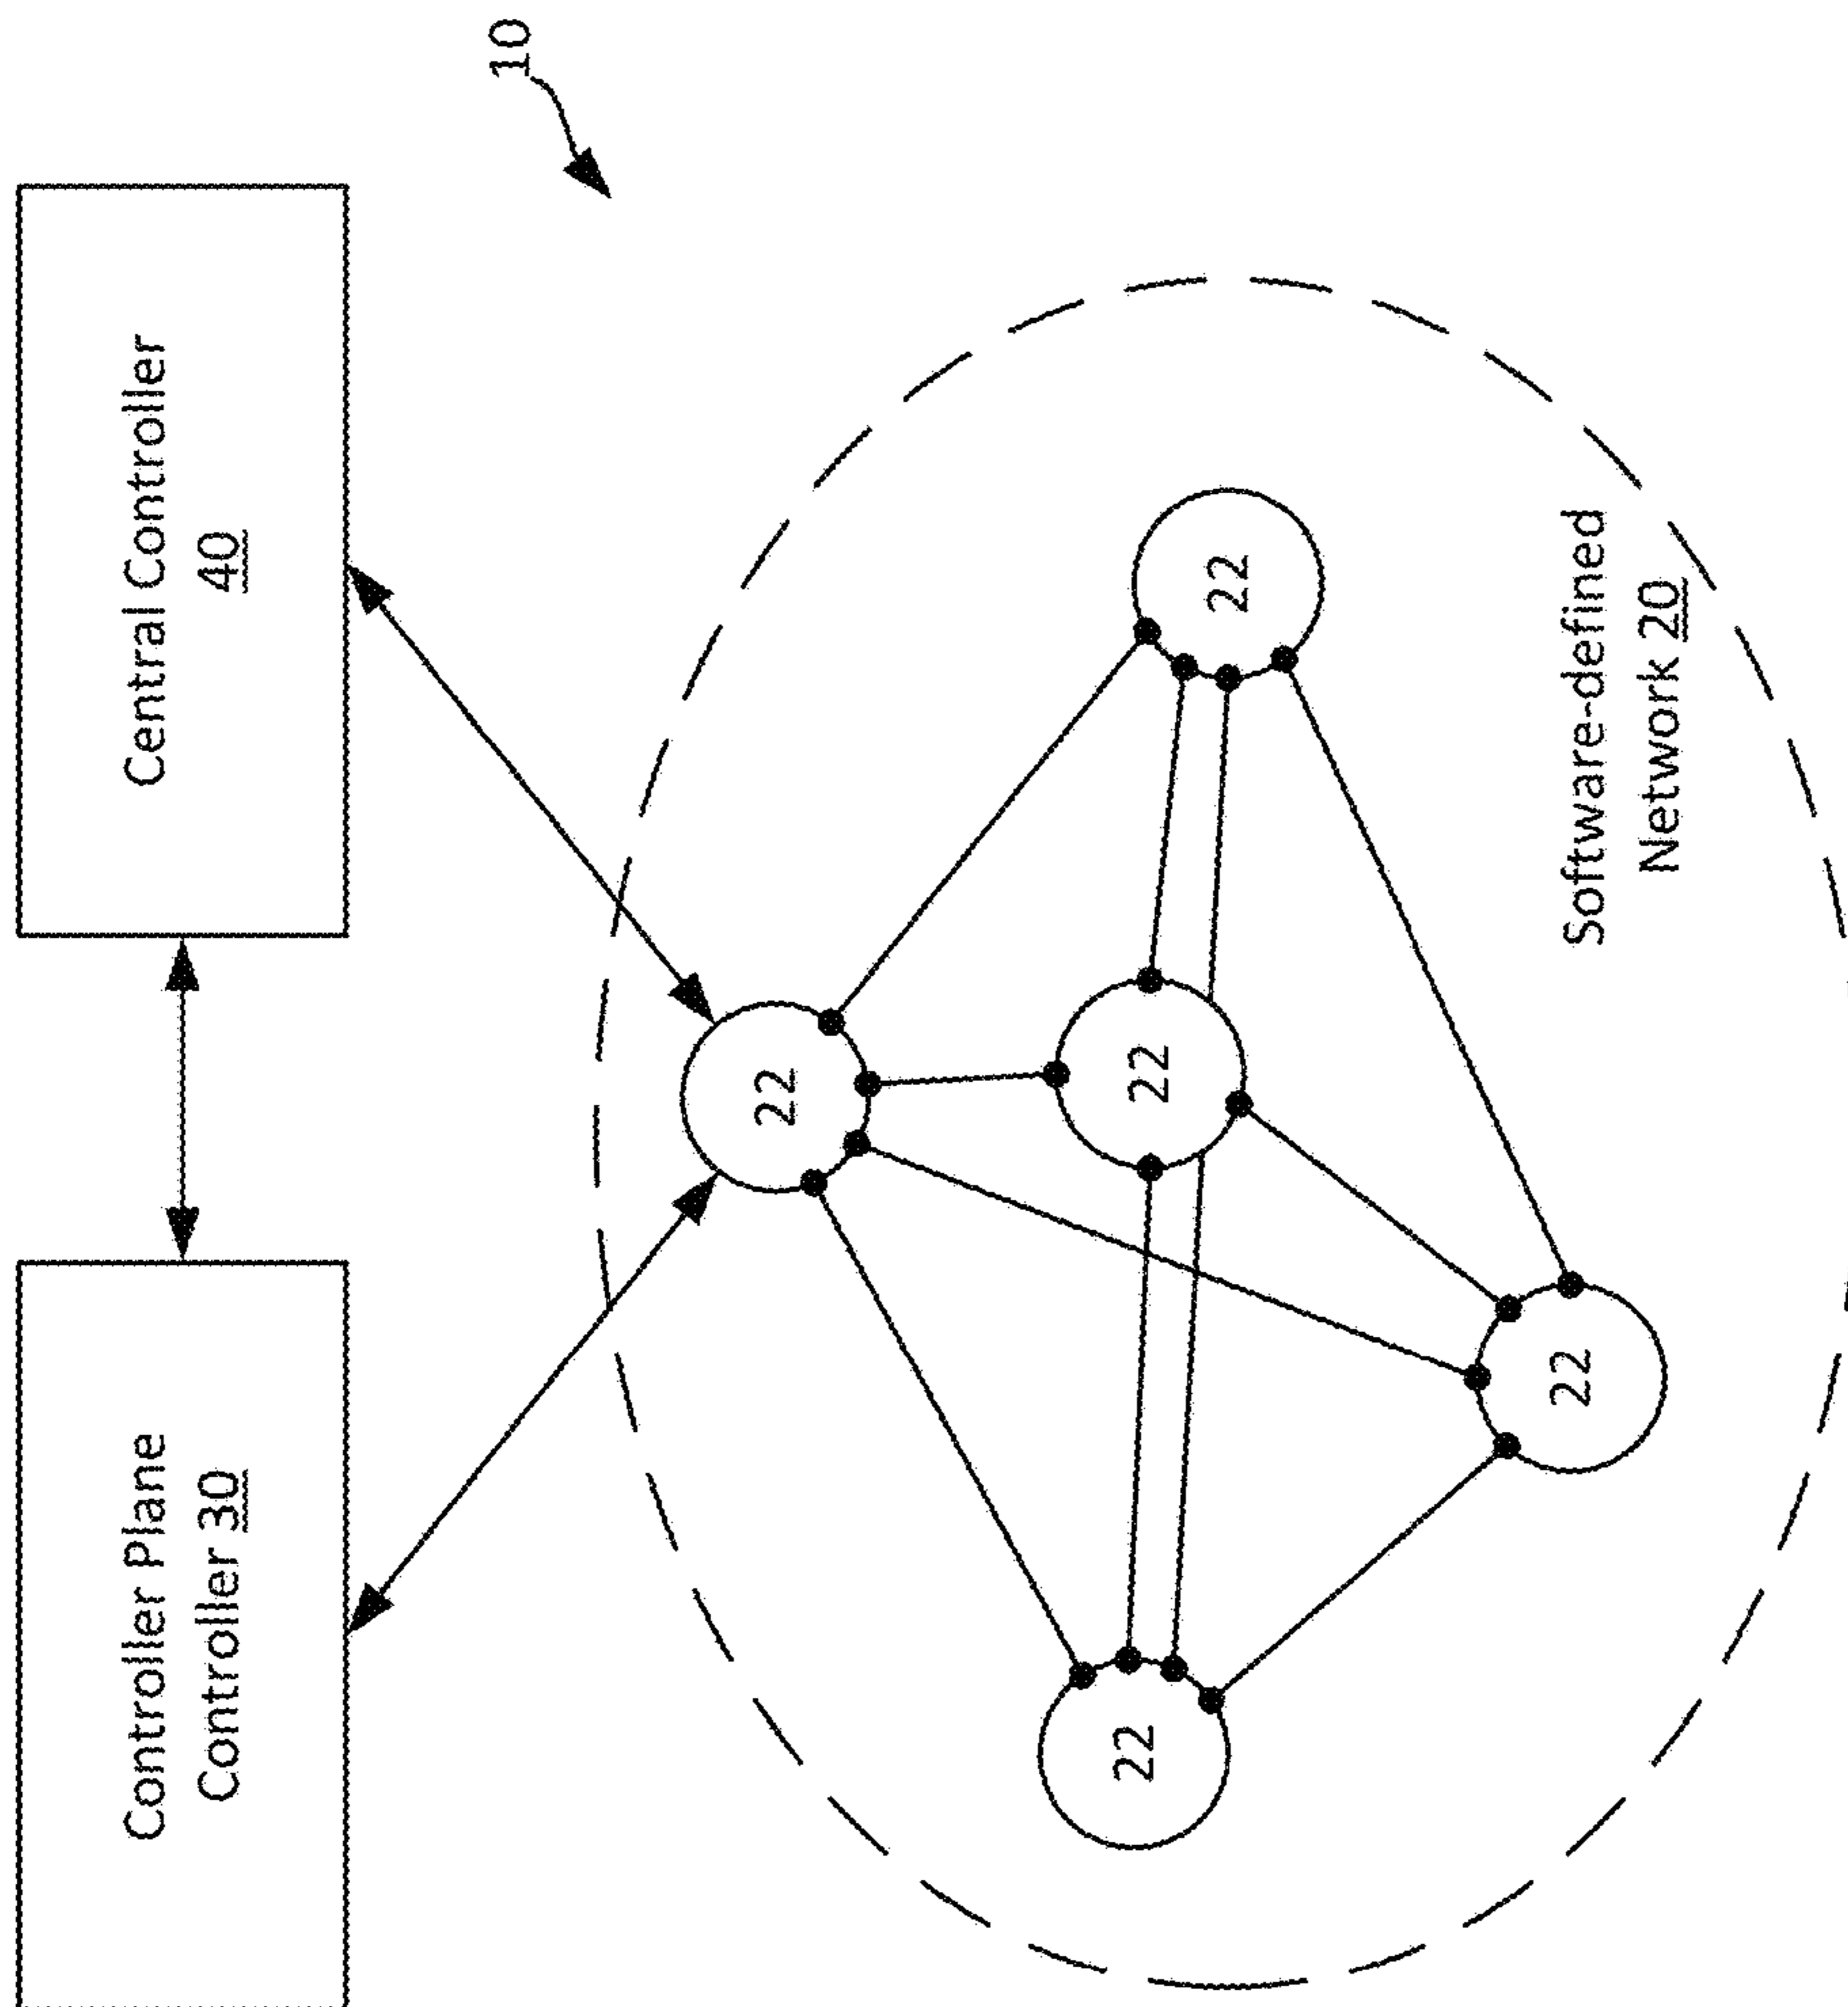 10
Controller Plane
Controller 30
Central Controller
40
22
22
22
22
22
Software-defined
Network 20